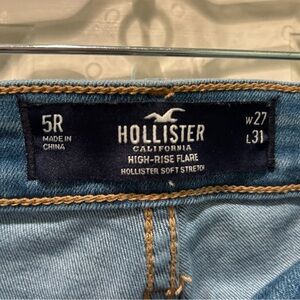 5R
MADE IN
CHINA
HOLLISTER
CALIFORNIA
HIGH-RISE FLARE
HOLLISTER SOFT STRETCH
W27
L31